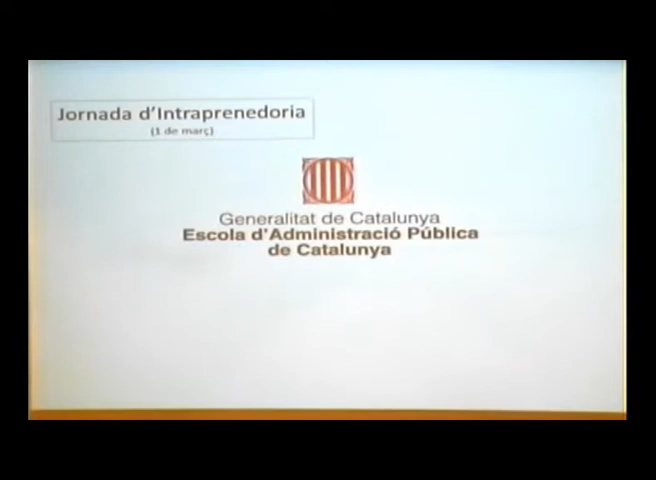 Jornada d'Intraprenedoria
(1 de març)
Generalitat de Catalunya
Escola d'Administració Pública
de Catalunya